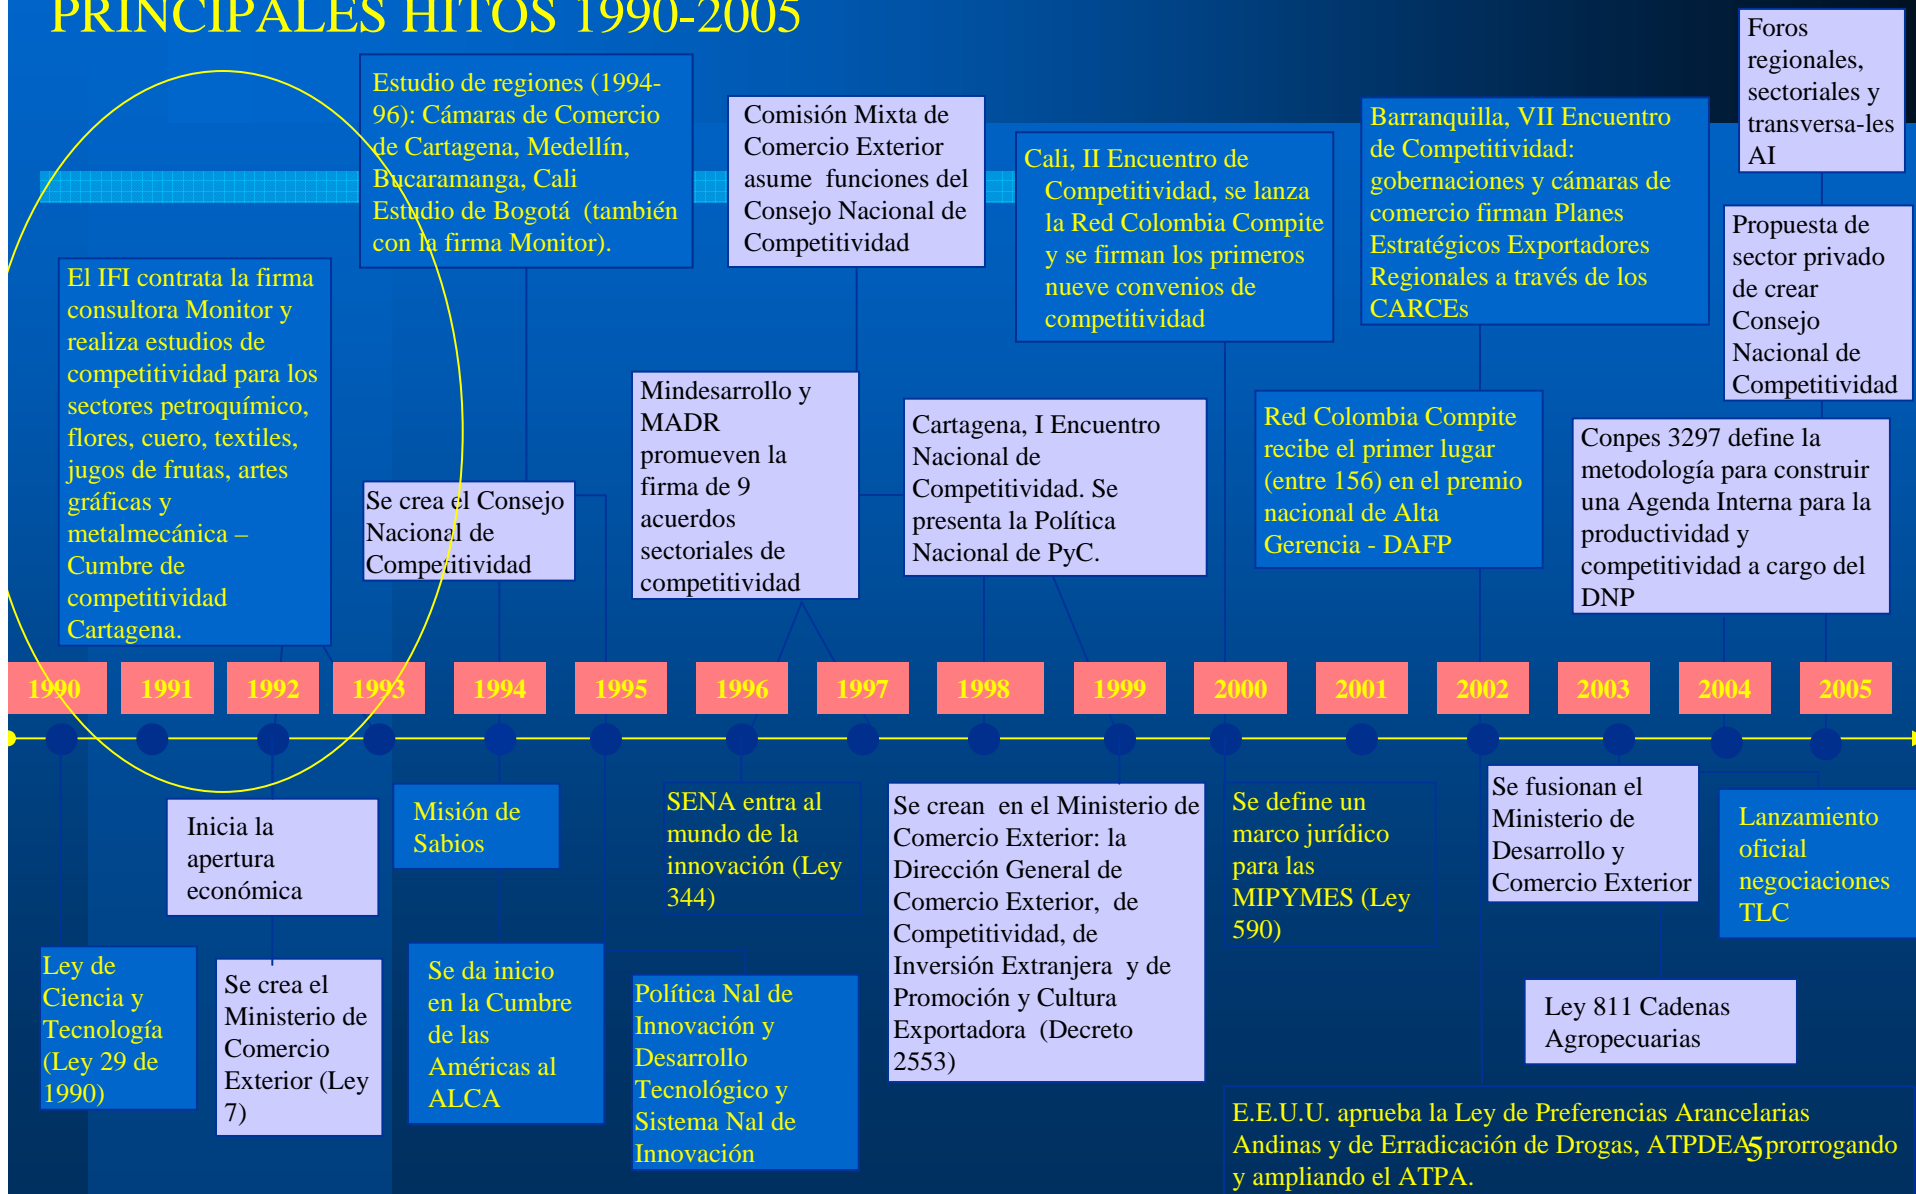 PRINCIPALES HITOS 1990-2005
Foros
regionales,
sectoriales y
transversa-les
AI
Estudio de regiones (1994-
96): Cámaras de Comercio
de Cartagena, Medellín,
Bucaramanga, Cali
Estudio de Bogotá (también
con la firma Monitor).
Comisión Mixta de
Comercio Exterior
asume funciones del
Consejo Nacional de
Competitividad
Cali, II Encuentro de
Competitividad, se lanza
la Red Colombia Compite
y se firman los primeros
nueve convenios de
competitividad
Barranquilla, VII Encuentro
de Competitividad:
gobernaciones y cámaras de
comercio firman Planes
Estratégicos Exportadores
Regionales a través de los
CARCEs
Propuesta de
sector privado
de crear
Consejo
Nacional de
Competitividad
El IFI contrata la firma
consultora Monitor y
realiza estudios de
competitividad para los
sectores petroquímico,
flores, cuero, textiles,
jugos de frutas, artes
gráficas y
metalmecánica –
Cumbre de
competitividad
Cartagena.
Se crea el Consejo
Nacional de
Competitividad
Mindesarrollo y
MADR
promueven la
firma de 9
acuerdos
sectoriales de
competitividad
Cartagena, I Encuentro
Nacional de
Competitividad. Se
presenta la Política
Nacional de PyC.
Red Colombia Compite
recibe el primer lugar
(entre 156) en el premio
nacional de Alta
Gerencia - DAFP
Conpes 3297 define la
metodología para construir
una Agenda Interna para la
productividad y
competitividad a cargo del
DNP
1990 1991 1992 1993 1994 1995 1996 1997 1998 1999 2000 2001 2002 2003 2004 2005
Inicia la
apertura
económica
Misión de
Sabios
SENA entra al
mundo de la
innovación (Ley
344)
Se crean en el Ministerio de
Comercio Exterior: la
Dirección General de
Comercio Exterior, de
Competitividad, de
Inversión Extranjera y de
Promoción y Cultura
Exportadora (Decreto
2553)
Se define un
marco jurídico
para las
MIPYMES (Ley
590)
Se fusionan el
Ministerio de
Desarrollo y
Comercio Exterior
Lanzamiento
oficial
negociaciones
TLC
Ley de
Ciencia y
Tecnología
(Ley 29 de
1990)
Se crea el
Ministerio de
Comercio
Exterior (Ley
7)
Se da inicio
en la Cumbre
de las
Américas al
ALCA
Política Nal de
Innovación y
Desarrollo
Tecnológico y
Sistema Nal de
Innovación
Ley 811 Cadenas
Agropecuarias
E.E.U.U. aprueba la Ley de Preferencias Arancelarias
Andinas y de Erradicación de Drogas, ATPDEA, prorrogando
y ampliando el ATPA.
5